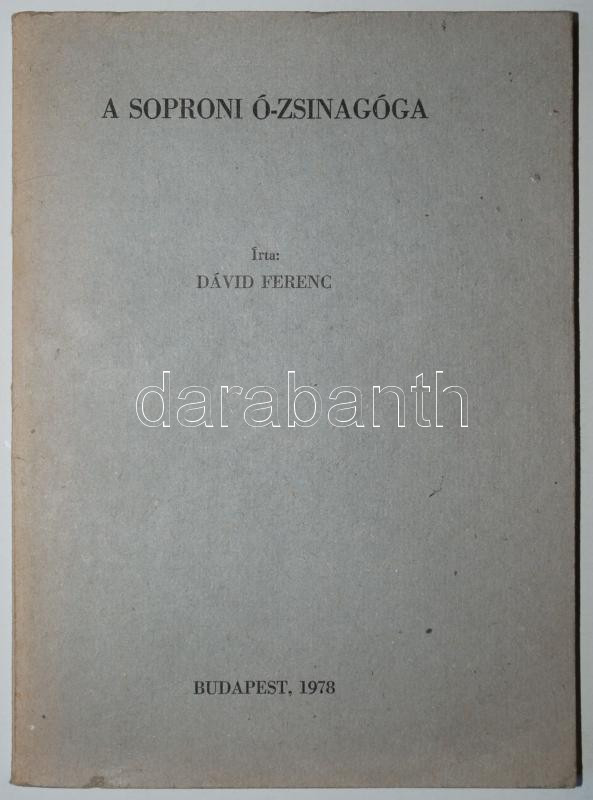 A SOPRONI Ó-ZSINAGÓGA
Írta:
DÁVID FERENC
darabanth
BUDAPEST, 1978